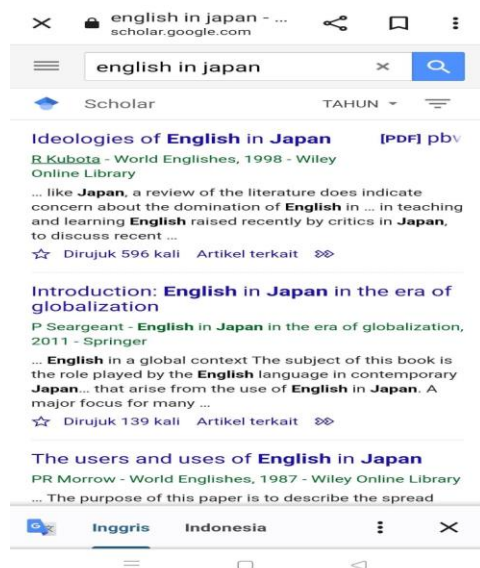 english in japan - ...
scholar.google.com
english in japan
Scholar TAHUN
Ideologies of English in Japan [PDF] pbv
R Kubota - World Englishes, 1998 - Wiley
Online Library
... like Japan, a review of the literature does indicate
concern about the domination of English in ... in teaching
and learning English raised recently by critics in Japan,
to discuss recent ...
Dirujuk 596 kali Artikel terkait
Introduction: English in Japan in the era of
globalization
P Seargeant - English in Japan in the era of globalization,
2011 - Springer
... English in a global context The subject of this book is
the role played by the English language in contemporary
Japan... that arise from the use of English in Japan. A
major focus for many ...
Dirujuk 139 kali Artikel terkait
The users and uses of English in Japan
PR Morrow - World Englishes, 1987 - Wiley Online Library
... The purpose of this paper is to describe the spread
Inggris Indonesia